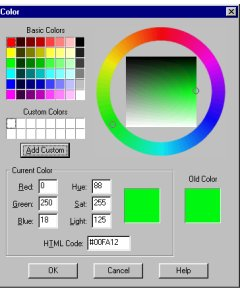 Color
Basic Colors
Custom Colors
Add Custom
Current Color
Red: 0 Hue: 88
Green: 250 Sat: 255
Blue: 18 Light: 125
HTML Code: #00FA12
Old Color
OK Cancel Help